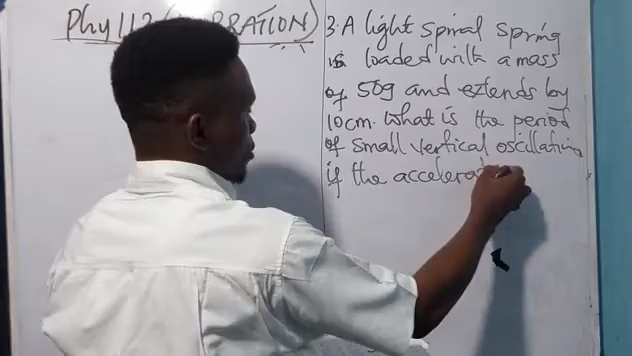 Phy 112 (
RATION)
3. A light spiral spring
is loaded with a mass
of 50g and extends by
10cm. What is the period
of small vertical oscillation
if the accelera